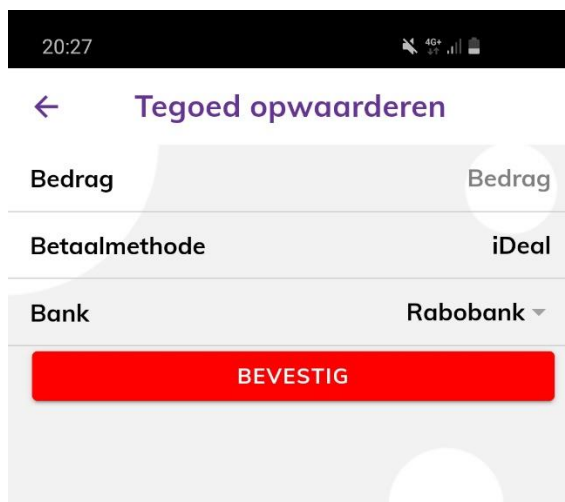 20:27
4G+
Tegoed opwaarderen
Bedrag Bedrag
Betaalmethode iDeal
Bank Rabobank
BEVESTIG